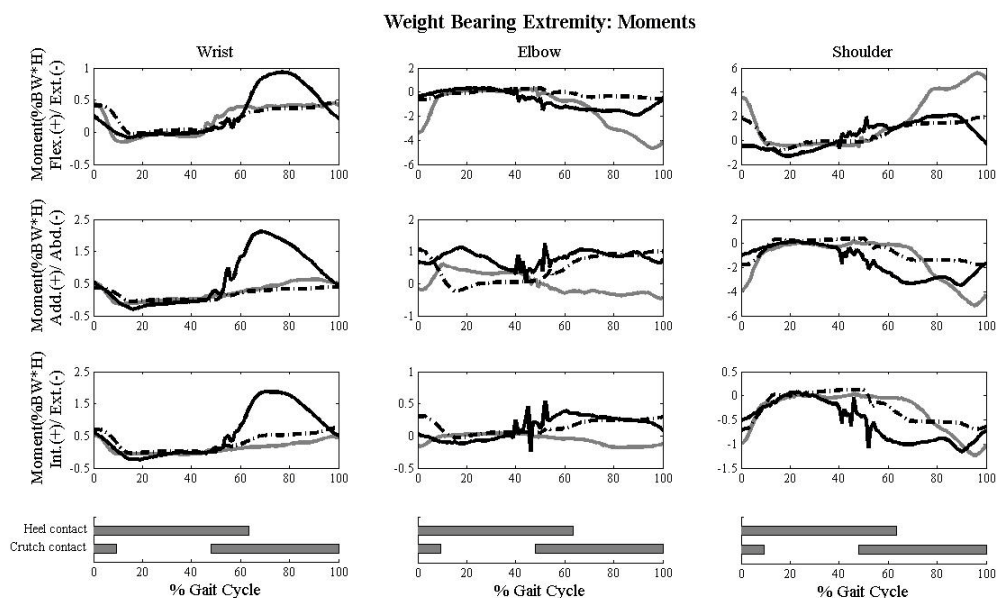 Weight Bearing Extremity: Moments
Wrist
Elbow
Shoulder
Moment(%BW*H)
Flex.(+)/ Ext.(-)
1
0.5
0
-0.5
0 20 40 60 80 100
2
0
-2
-4
-6
0 20 40 60 80 100
6
4
2
0
-2
0 20 40 60 80 100
Moment(%BW*H)
Add.(+)/ Abd.(-)
2.5
1.5
0.5
-0.5
0 20 40 60 80 100
2
1
0
1
0 20 40 60 80 100
2
0
-2
-4
-6
0 20 40 60 80 100
Moment(%BW*H)
Int.(+)/ Ext.(-)
2.5
1.5
0.5
-0.5
0 20 40 60 80 100
1
0.5
0
-0.5
0 20 40 60 80 100
0.5
0
-0.5
-1
-1.5
0 20 40 60 80 100
Heel contact
Crutch contact
0 20 40 60 80 100
0 20 40 60 80 100
0 20 40 60 80 100
% Gait Cycle
% Gait Cycle
% Gait Cycle